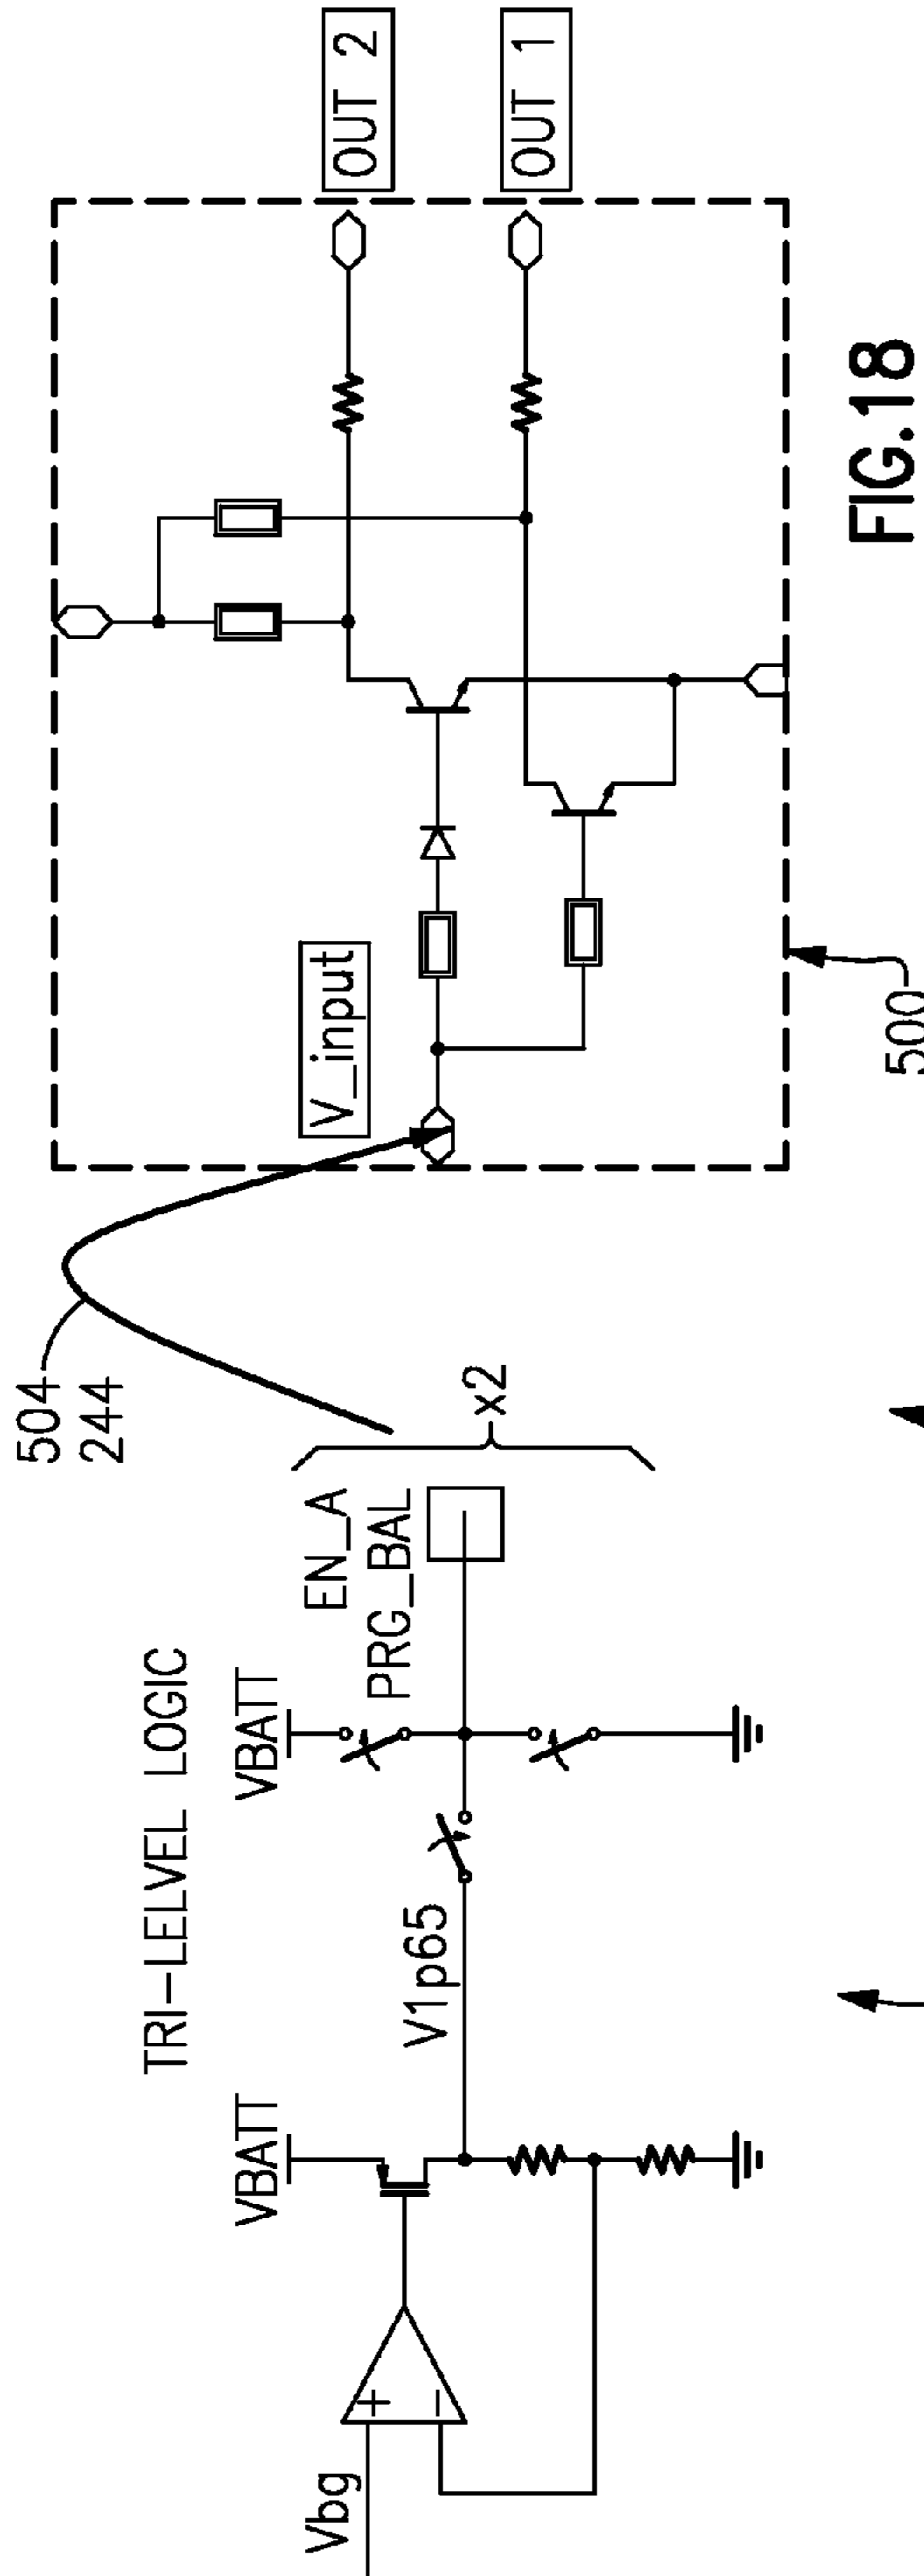 TRI-LELVEL LOGIC
Vbg
VBATT
V1p65
VBATT
EN_A
PRG_BAL
x2
504
244
V_input
OUT 2
OUT 1
500
FIG.18